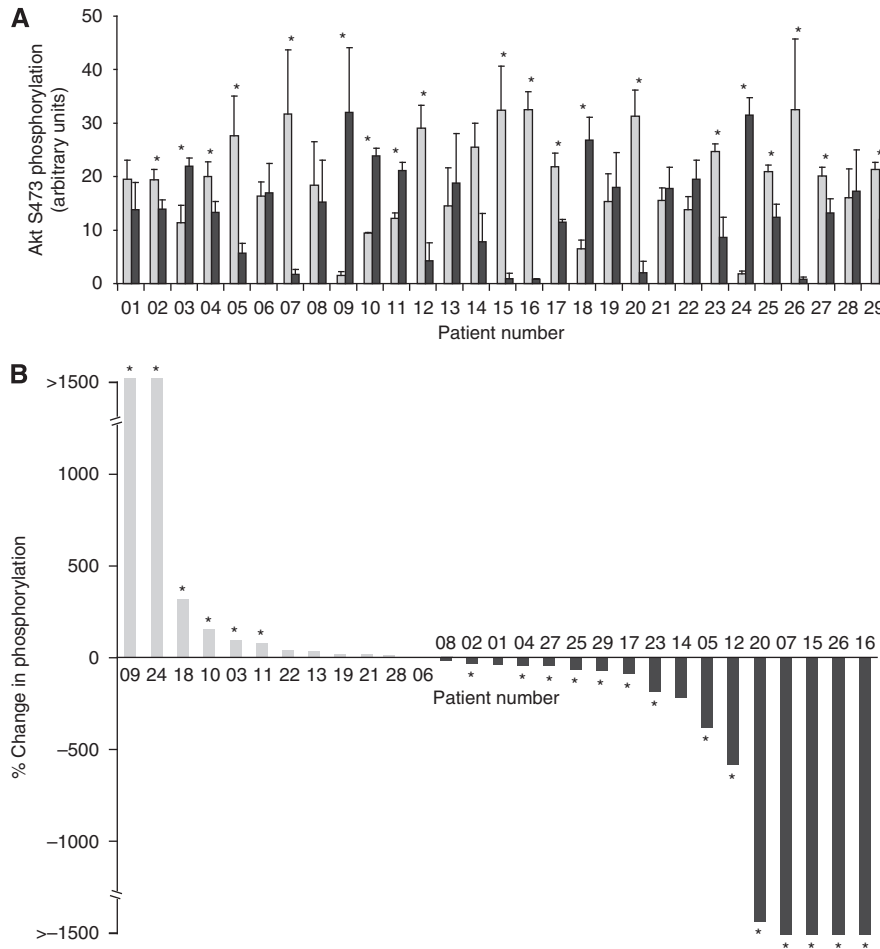 A
Akt S473 phosphorylation
(arbitrary units)
50
40
30
20
10
0
* * * * * * * * * * * * * * * * * * * * *
01 02 03 04 05 06 07 08 09 10 11 12 13 14 15 16 17 18 19 20 21 22 23 24 25 26 27 28 29
Patient number
B
% Change in phosphorylation
>1500
1000
500
0
−500
−1000
>−1500
* * * * * *
09 24 18 10 03 11 22 13 19 21 28 06
08 02 01 04 27 25 29 17 23 14 05 12 20 07 15 26 16
Patient number
* * * * * * * * * * * * * *